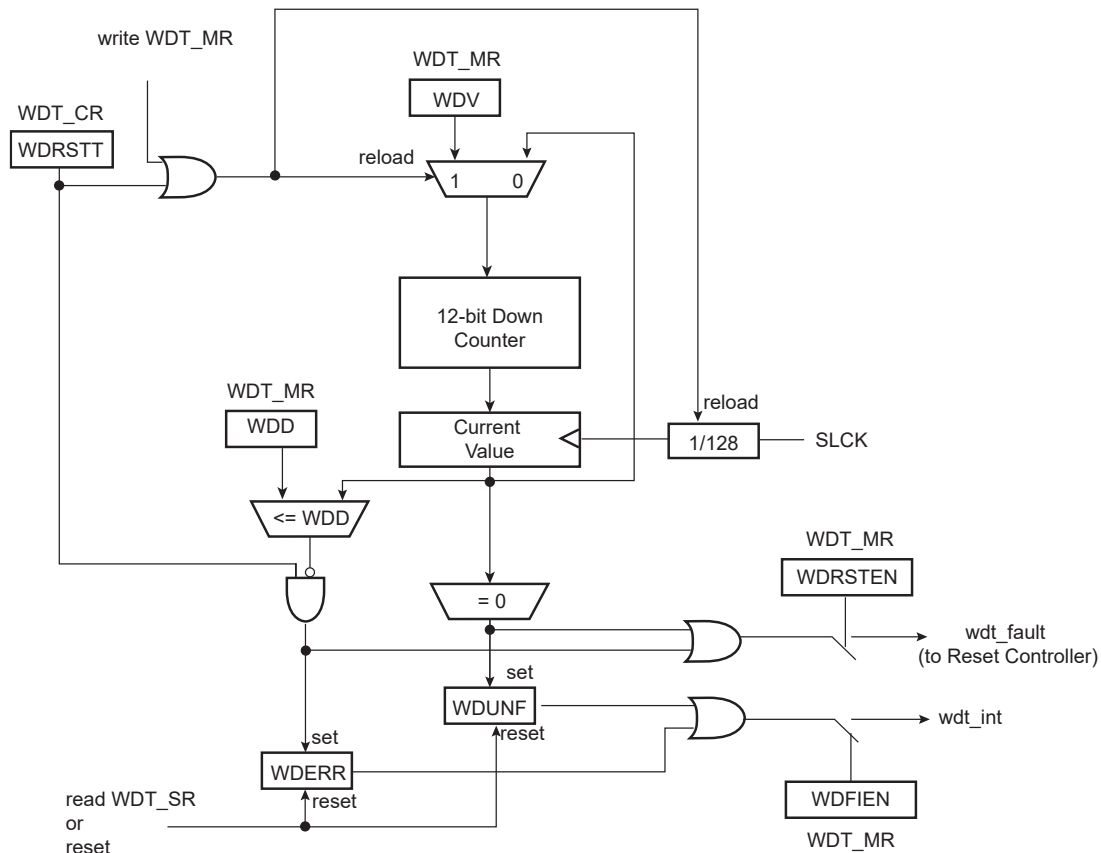 write WDT_MR
WDT_MR
WDV
WDT_CR
WDRSTT
reload
1 0
12-bit Down
Counter
WDT_MR
WDD
reload
Current
Value
1/128
SLCK
<= WDD
WDT_MR
WDRSTEN
= 0
wdt_fault
(to Reset Controller)
set
WDUNF
reset
wdt_int
set
WDERR
reset
read WDT_SR
or
reset
WDFIEN
WDT_MR